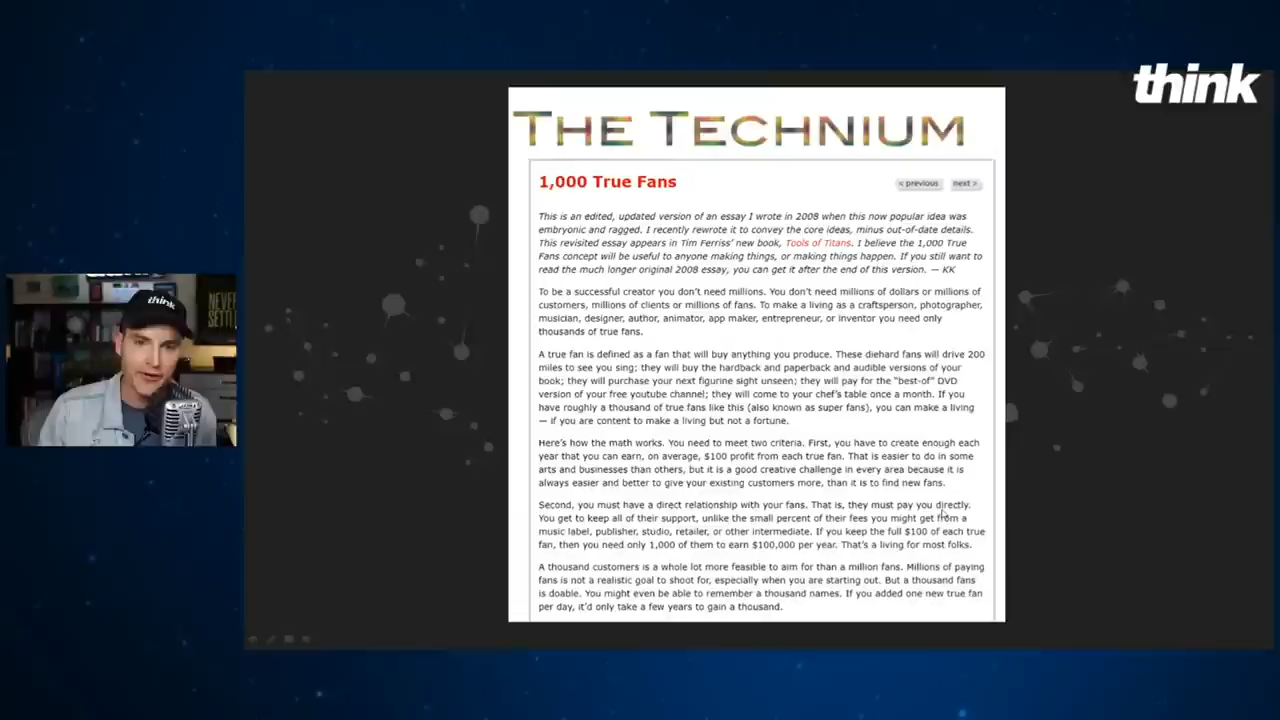 think
THE TECHNIUM
1,000 True Fans
< previous
next >
This is an edited, updated version of an essay I wrote in 2008 when this now popular idea was
embryonic and ragged. I recently rewrote it to convey the core ideas, minus out-of-date details.
This revisited essay appears in Tim Ferriss’ new book, Tools of Titans. I believe the 1,000 True
Fans concept will be useful to anyone making things, or making things happen. If you still want to
read the much longer original 2008 essay, you can get it after the end of this version. — KK
To be a successful creator you don’t need millions. You don’t need millions of dollars or millions of
customers, millions of clients or millions of fans. To make a living as a craftsperson, photographer,
musician, designer, author, animator, app maker, entrepreneur, or inventor you need only
thousands of true fans.
A true fan is defined as a fan that will buy anything you produce. These diehard fans will drive 200
miles to see you sing; they will buy the hardback and paperback and audible versions of your
book; they will purchase your next figurine sight unseen; they will pay for the “best-of” DVD
version of your free youtube channel; they will come to your chef’s table once a month. If you
have roughly a thousand of true fans like this (also known as super fans), you can make a living
— if you are content to make a living but not a fortune.
Here’s how the math works. You need to meet two criteria. First, you have to create enough each
year that you can earn, on average, $100 profit from each true fan. That is easier to do in some
arts and businesses than others, but it is a good creative challenge in every area because it is
always easier and better to give your existing customers more, than it is to find new fans.
Second, you must have a direct relationship with your fans. That is, they must pay you directly.
You get to keep all of their support, unlike the small percent of their fees you might get from a
music label, publisher, studio, retailer, or other intermediate. If you keep the full $100 of each true
fan, then you need only 1,000 of them to earn $100,000 per year. That’s a living for most folks.
A thousand customers is a whole lot more feasible to aim for than a million fans. Millions of paying
fans is not a realistic goal to shoot for, especially when you are starting out. But a thousand fans
is doable. You might even be able to remember a thousand names. If you added one new true fan
per day, it’d only take a few years to gain a thousand.
think
NEVER
SETTL